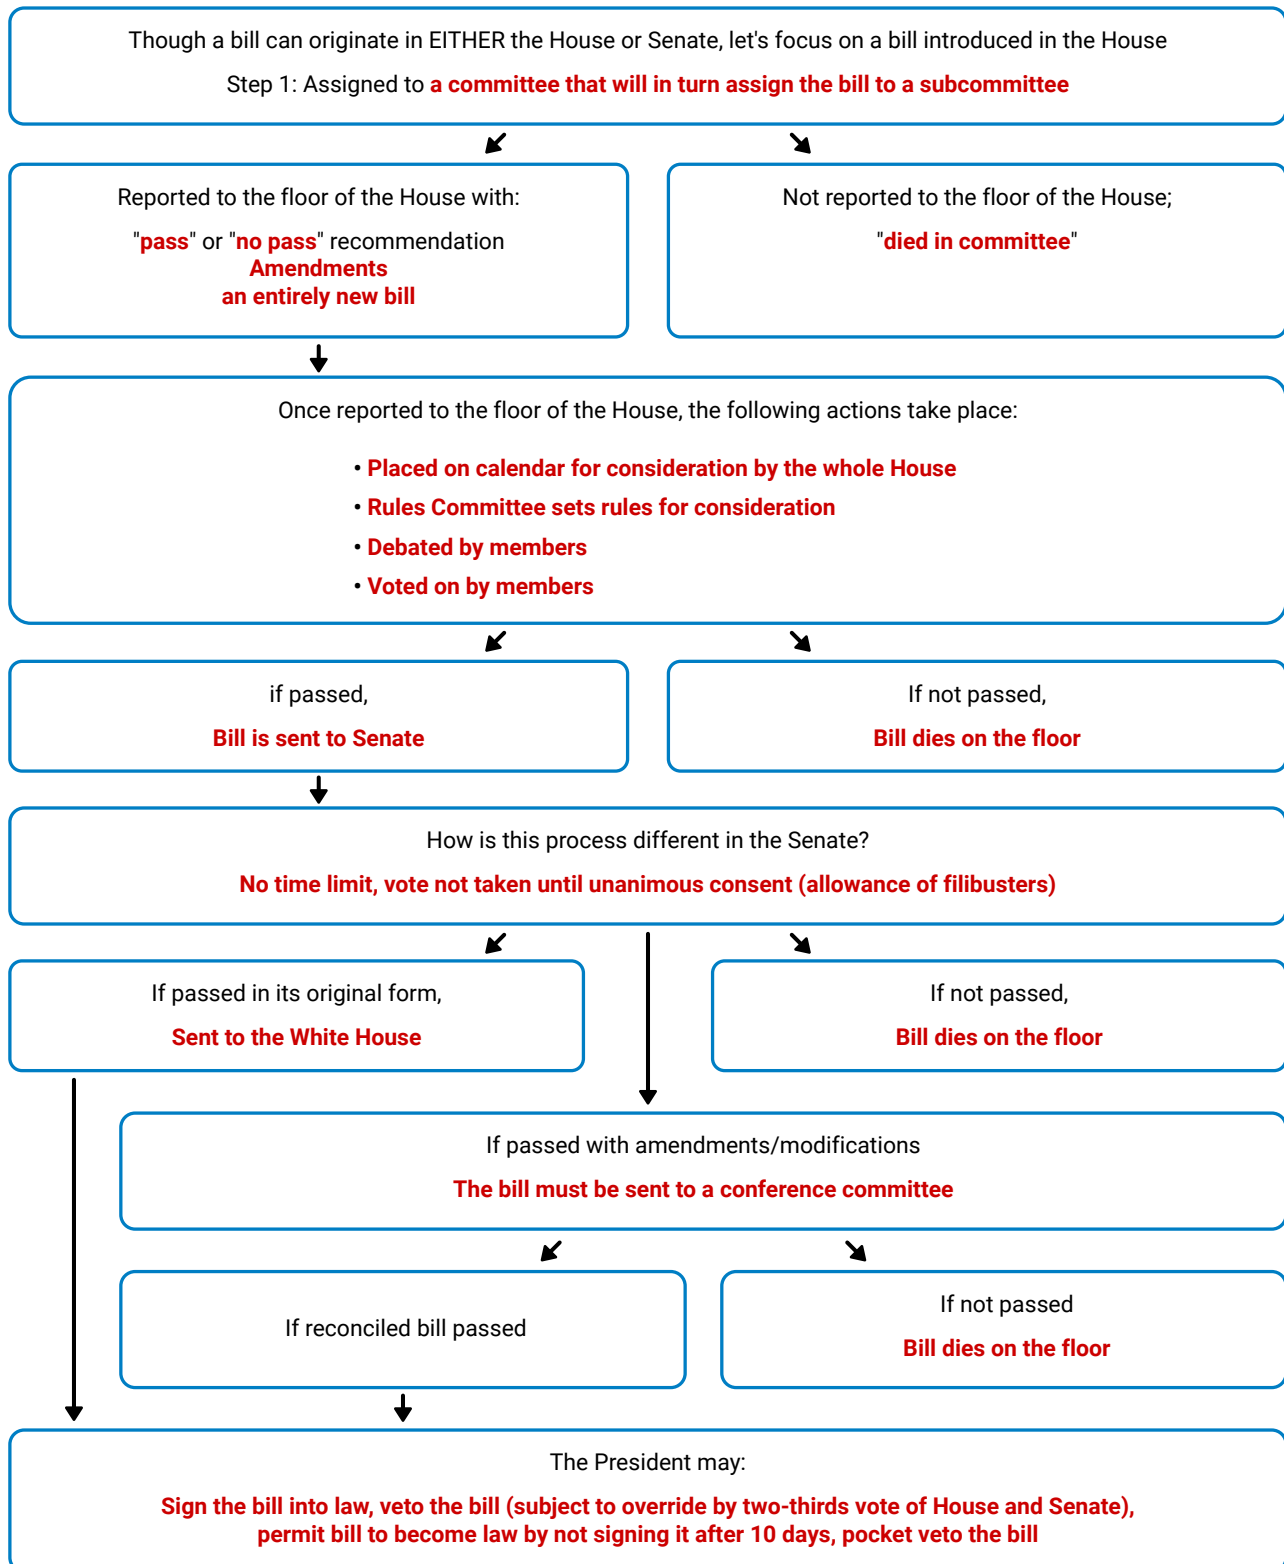 Though a bill can originate in EITHER the House or Senate, let's focus on a bill introduced in the House
Step 1: Assigned to a committee that will in turn assign the bill to a subcommittee
Reported to the floor of the House with:
"pass" or "no pass" recommendation
Amendments
an entirely new bill
Not reported to the floor of the House;
"died in committee"
Once reported to the floor of the House, the following actions take place:
• Placed on calendar for consideration by the whole House
• Rules Committee sets rules for consideration
• Debated by members
• Voted on by members
if passed,
Bill is sent to Senate
If not passed,
Bill dies on the floor
How is this process different in the Senate?
No time limit, vote not taken until unanimous consent (allowance of filibusters)
If passed in its original form,
Sent to the White House
If not passed,
Bill dies on the floor
If passed with amendments/modifications
The bill must be sent to a conference committee
If reconciled bill passed
If not passed
Bill dies on the floor
The President may:
Sign the bill into law, veto the bill (subject to override by two-thirds vote of House and Senate),
permit bill to become law by not signing it after 10 days, pocket veto the bill